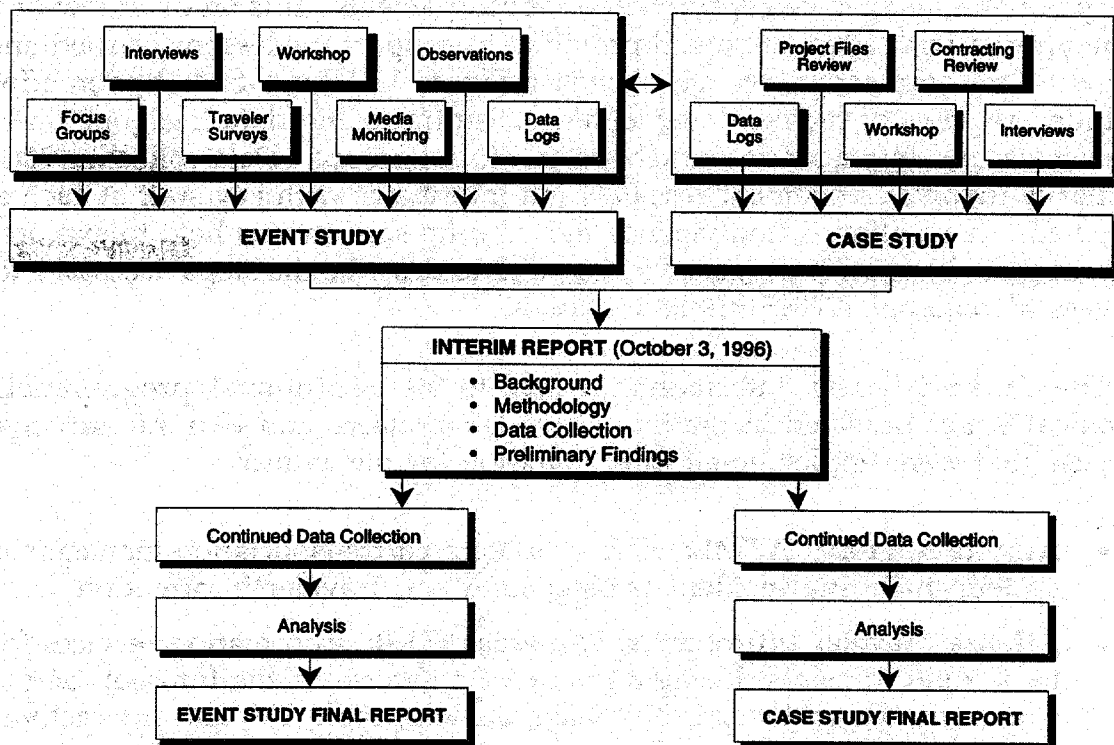 Interviews
Workshop
Observations
Focus
Groups
Traveler
Surveys
Media
Monitoring
Data
Logs
EVENT STUDY
Project Files
Review
Contracting
Review
Data
Logs
Workshop
Interviews
CASE STUDY
INTERIM REPORT (October 3, 1996)
• Background
• Methodology
• Data Collection
• Preliminary Findings
Continued Data Collection
Analysis
EVENT STUDY FINAL REPORT
Continued Data Collection
Analysis
CASE STUDY FINAL REPORT